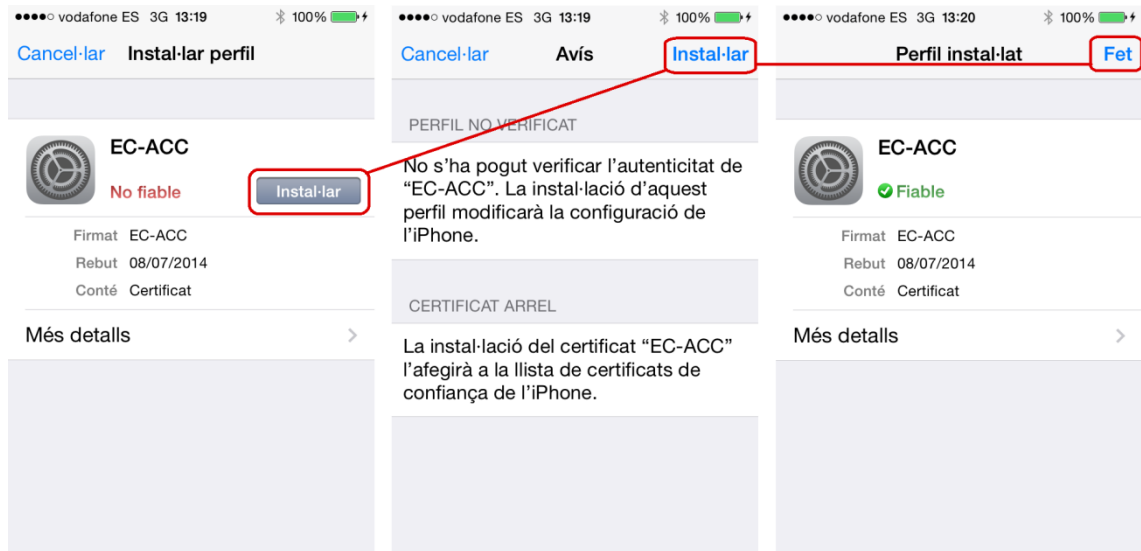 vodafone ES 3G 13:19 100%
Cancel·lar Instal·lar perfil
EC-ACC
No fiable Instal·lar
Firmat EC-ACC
Rebut 08/07/2014
Conté Certificat
Més detalls
vodafone ES 3G 13:19 100%
Cancel·lar Avís Instal·lar
PERFIL NO VERIFICAT
No s’ha pogut verificar l’autenticitat de
“EC-ACC”. La instal·lació d’aquest
perfil modificarà la configuració de
l’iPhone.
CERTIFICAT ARREL
La instal·lació del certificat “EC-ACC”
l’afegirà a la llista de certificats de
confiança de l’iPhone.
vodafone ES 3G 13:20 100%
Perfil instal·lat Fet
EC-ACC
Fiable
Firmat EC-ACC
Rebut 08/07/2014
Conté Certificat
Més detalls